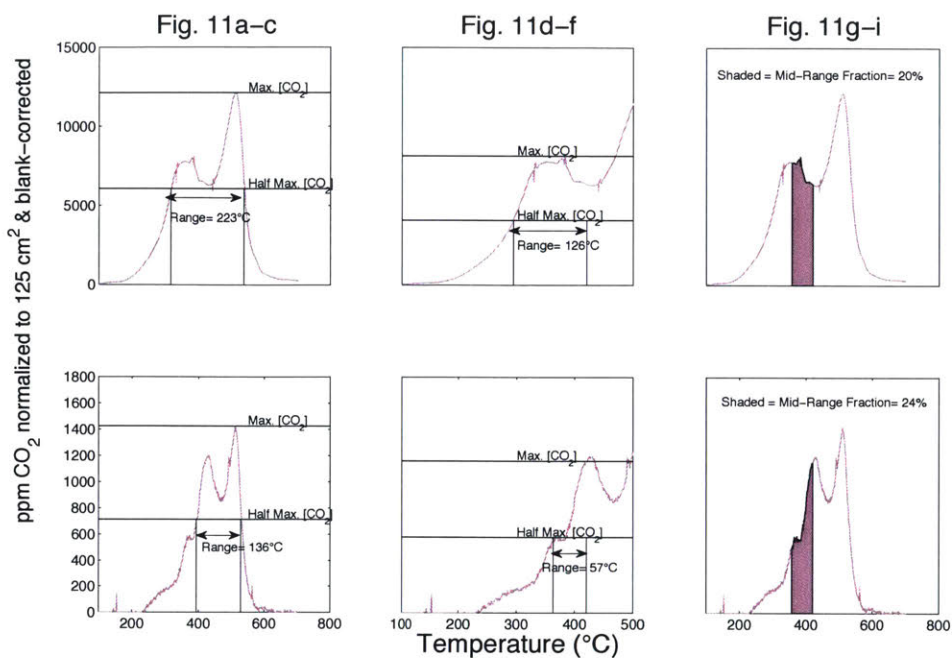 Fig. 11a–c
Fig. 11d–f
Fig. 11g–i
ppm CO2 normalized to 125 cm² & blank−corrected
15000
10000
5000
0
Max. [CO2]
Half Max. [CO2]
Range= 223°C
Max. [CO2]
Half Max. [CO2]
Range= 126°C
Shaded = Mid−Range Fraction= 20%
1800
1600
1400
1200
1000
800
600
400
200
0
Max. [CO2]
Half Max. [CO2]
Range= 136°C
200 400 600 800
Max. [CO2]
Half Max. [CO2]
Range= 57°C
100 200 300 400 500
Shaded = Mid−Range Fraction= 24%
200 400 600 800
Temperature (°C)